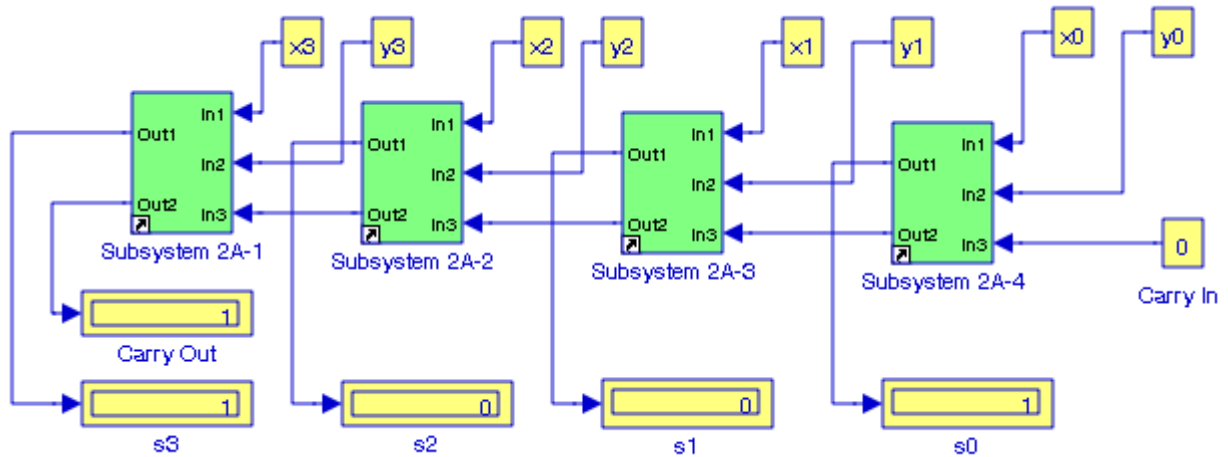 x3
y3
x2
y2
x1
y1
x0
y0
Out1
In1
In2
Out2
In3
Subsystem 2A-1
Out1
In1
In2
Out2
In3
Subsystem 2A-2
Out1
In1
In2
Out2
In3
Subsystem 2A-3
Out1
In1
In2
Out2
In3
Subsystem 2A-4
0
Carry In
1
Carry Out
1
s3
0
s2
0
s1
1
s0